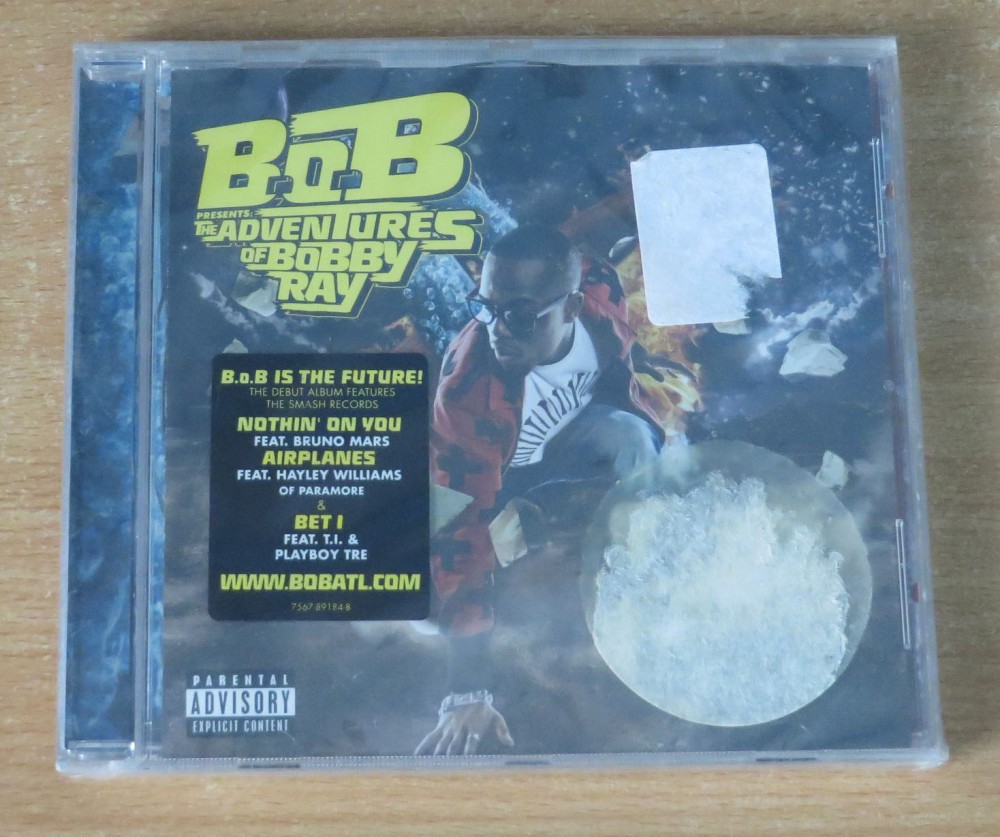 B.o.B
PRESENTS:
THE ADVENTURES
OF BOBBY
RAY
B.o.B IS THE FUTURE!
THE DEBUT ALBUM FEATURES
THE SMASH RECORDS
NOTHIN' ON YOU
FEAT. BRUNO MARS
AIRPLANES
FEAT. HAYLEY WILLIAMS
OF PARAMORE
&
BET I
FEAT. T.I. &
PLAYBOY TRE
WWW.BOBATL.COM
7567 89184 8
PARENTAL
ADVISORY
EXPLICIT CONTENT